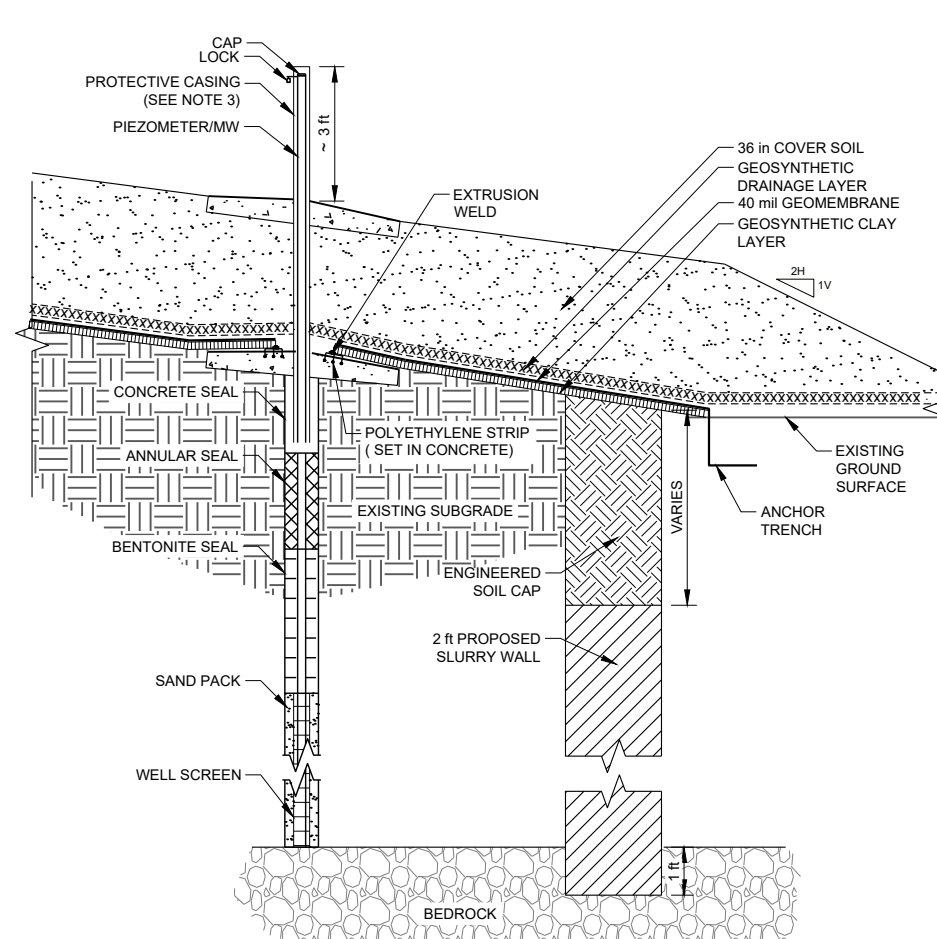 CAP
LOCK
PROTECTIVE CASING
(SEE NOTE 3)
PIEZOMETER/MW
~ 3 ft
EXTRUSION
WELD
36 in COVER SOIL
GEOSYNTHETIC
DRAINAGE LAYER
40 mil GEOMEMBRANE
GEOSYNTHETIC CLAY
LAYER
2H
1V
CONCRETE SEAL
POLYETHYLENE STRIP
( SET IN CONCRETE)
ANNULAR SEAL
EXISTING SUBGRADE
BENTONITE SEAL
VARIES
EXISTING
GROUND
SURFACE
ANCHOR
TRENCH
ENGINEERED
SOIL CAP
2 ft PROPOSED
SLURRY WALL
SAND PACK
WELL SCREEN
1 ft
BEDROCK